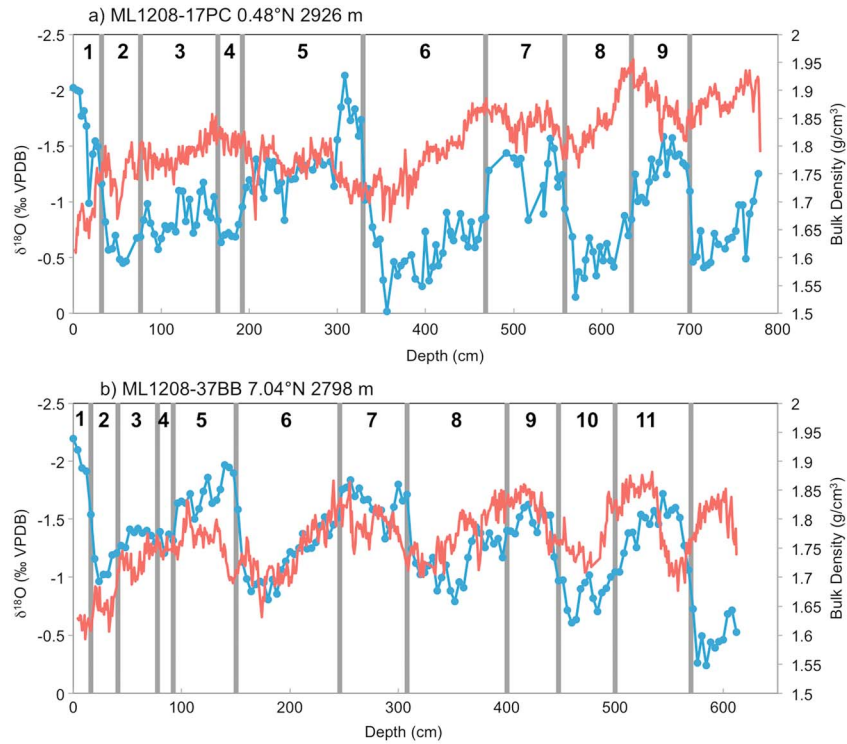 a) ML1208-17PC 0.48°N 2926 m
-2.5
-2
-1.5
-1
-0.5
0
δ¹⁸O (‰ VPDB)
1 2 3 4 5 6 7 8 9
2
1.95
1.9
1.85
1.8
1.75
1.7
1.65
1.6
1.55
1.5
Bulk Density (g/cm³)
0 100 200 300 400 500 600 700 800
Depth (cm)
b) ML1208-37BB 7.04°N 2798 m
-2.5
-2
-1.5
-1
-0.5
0
δ¹⁸O (‰ VPDB)
1 2 3 4 5 6 7 8 9 10 11
2
1.95
1.9
1.85
1.8
1.75
1.7
1.65
1.6
1.55
1.5
Bulk Density (g/cm³)
0 100 200 300 400 500 600
Depth (cm)